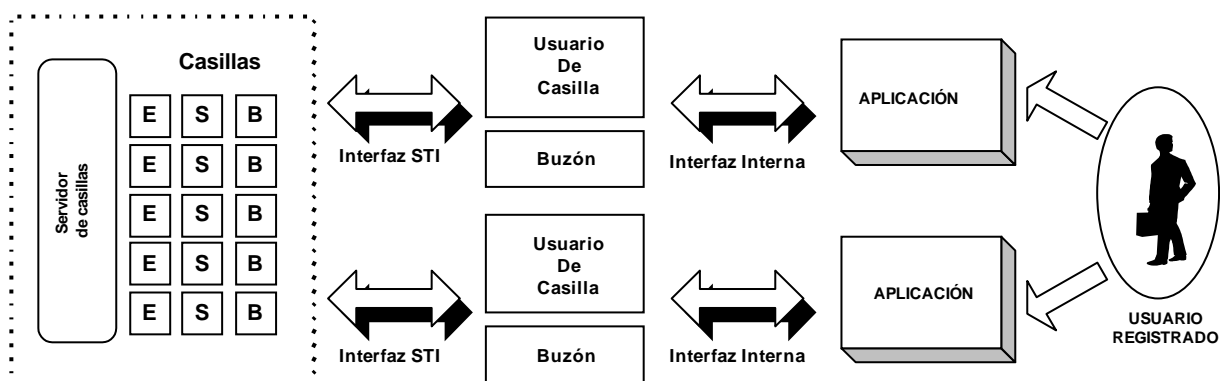 Servidor
de casillas
Casillas
E S B
E S B
E S B
E S B
E S B
Interfaz STI
Usuario
De
Casilla
Buzón
Interfaz Interna
APLICACIÓN
Interfaz STI
Usuario
De
Casilla
Buzón
Interfaz Interna
APLICACIÓN
USUARIO
REGISTRADO